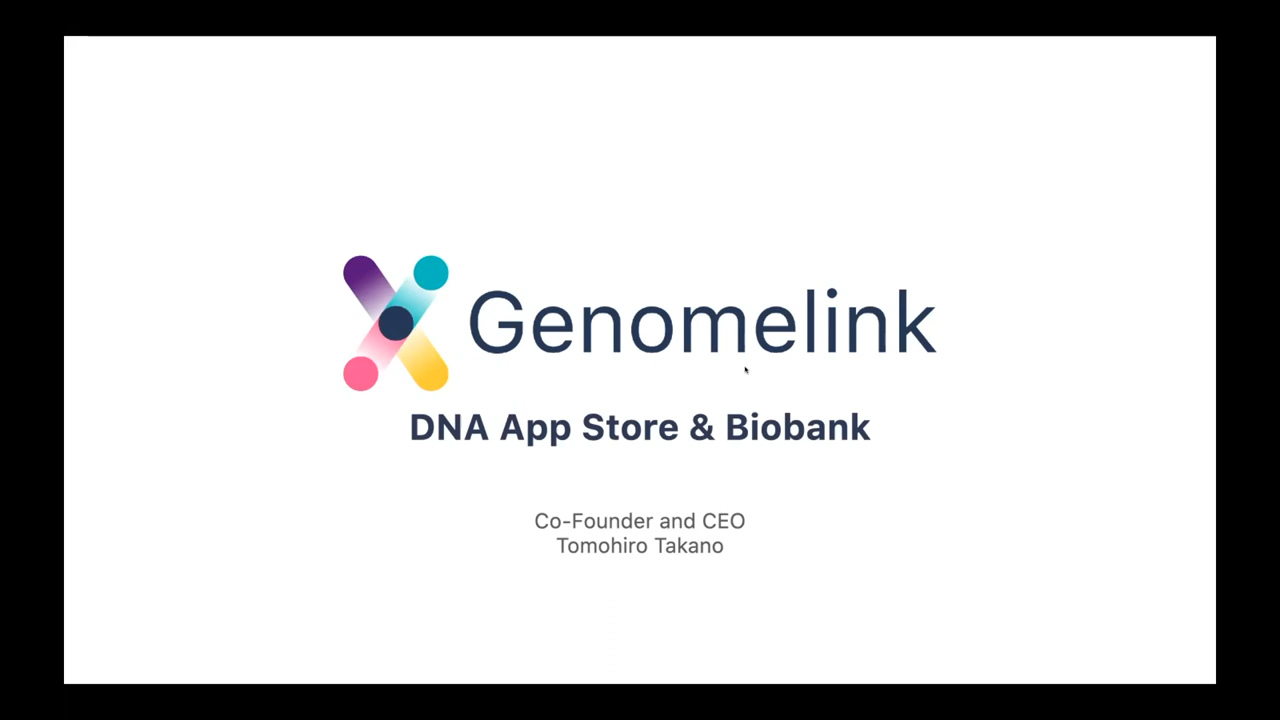 Genomelink
DNA App Store & Biobank
Co-Founder and CEO
Tomohiro Takano